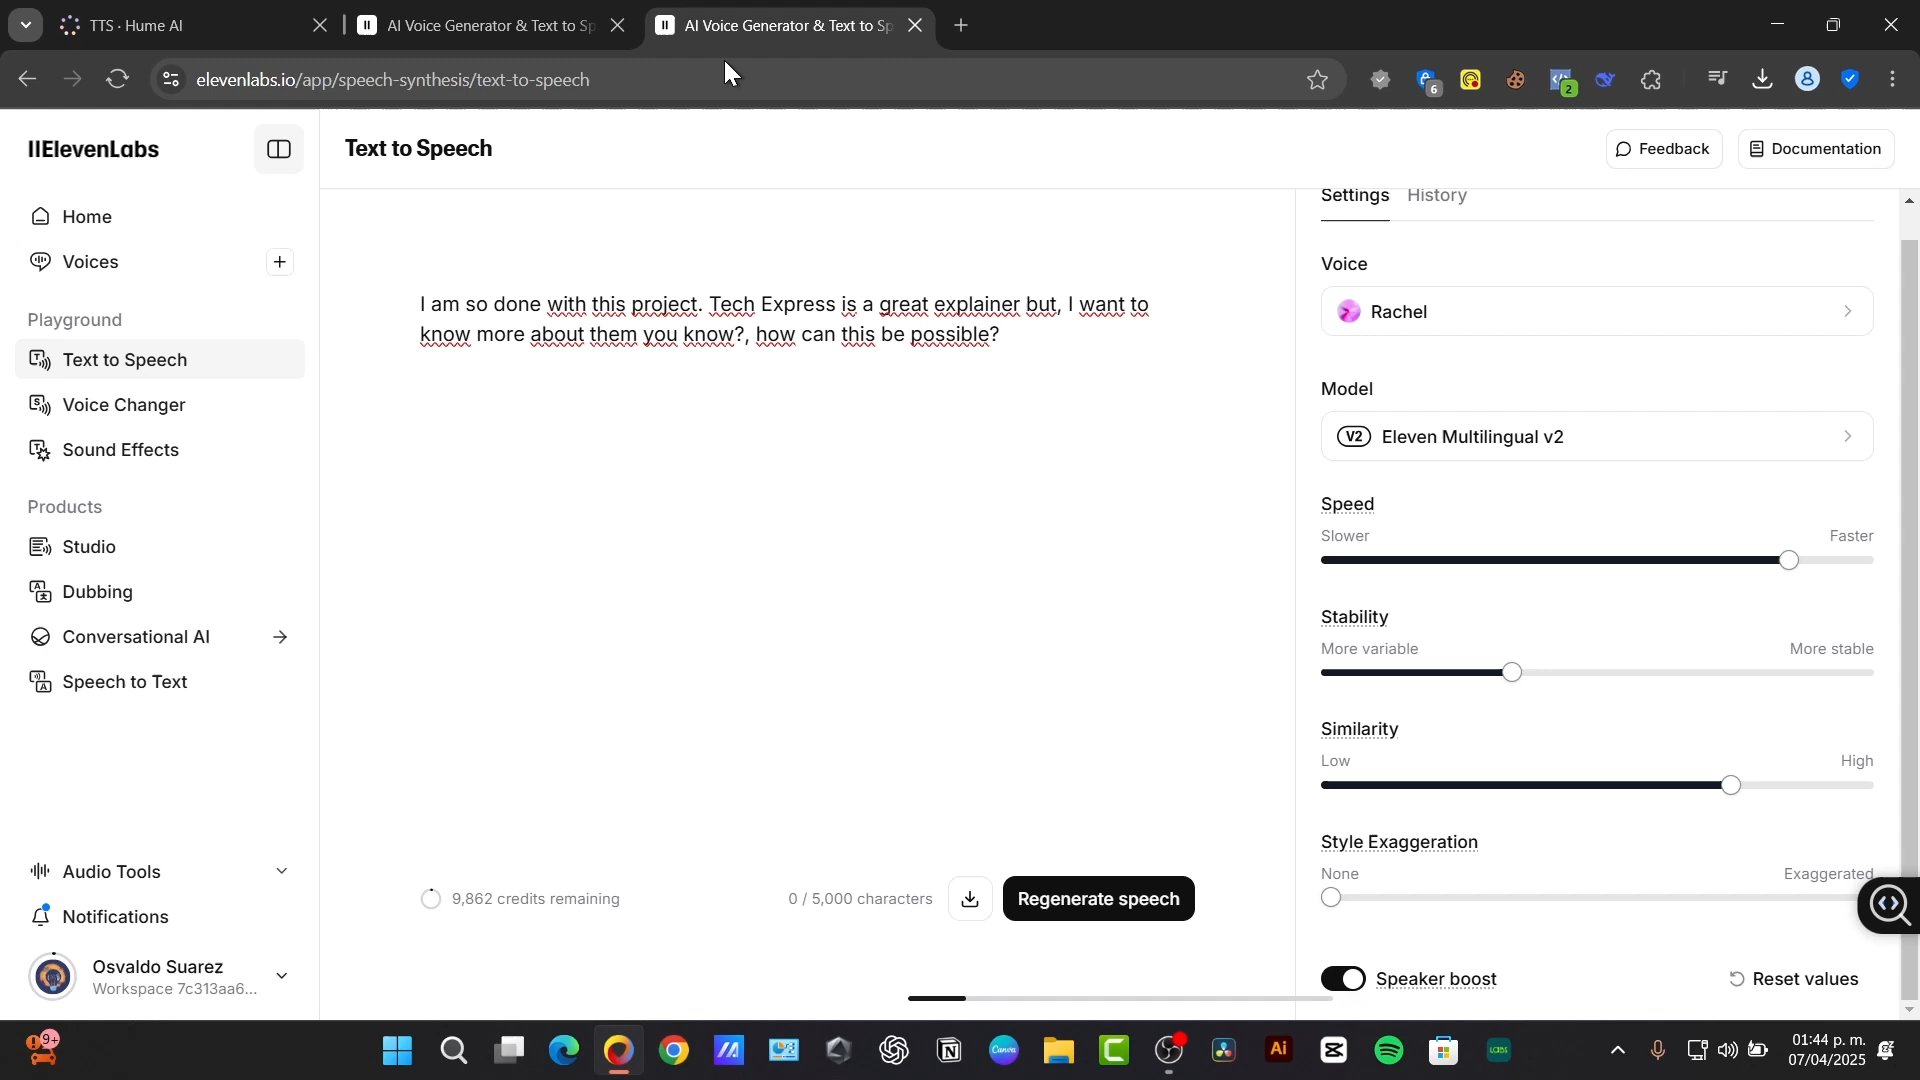 TTS · Hume AI
AI Voice Generator & Text to Sp
AI Voice Generator & Text to Sp
elevenlabs.io/app/speech-synthesis/text-to-speech
6
2
IIElevenLabs
Text to Speech
Feedback
Documentation
Home
Voices
Playground
Text to Speech
Voice Changer
Sound Effects
Products
Studio
Dubbing
Conversational AI
Speech to Text
Audio Tools
Notifications
Osvaldo Suarez
Workspace 7c313aa6...
I am so done with this project. Tech Express is a great explainer but, I want to
know more about them you know?, how can this be possible?
9,862 credits remaining
0 / 5,000 characters
Regenerate speech
Settings
History
Voice
Rachel
Model
V2 Eleven Multilingual v2
Speed
Slower
Faster
Stability
More variable
More stable
Similarity
Low
High
Style Exaggeration
None
Exaggerated
Speaker boost
Reset values
9+
Canva
Ai
01:44 p. m.
07/04/2025